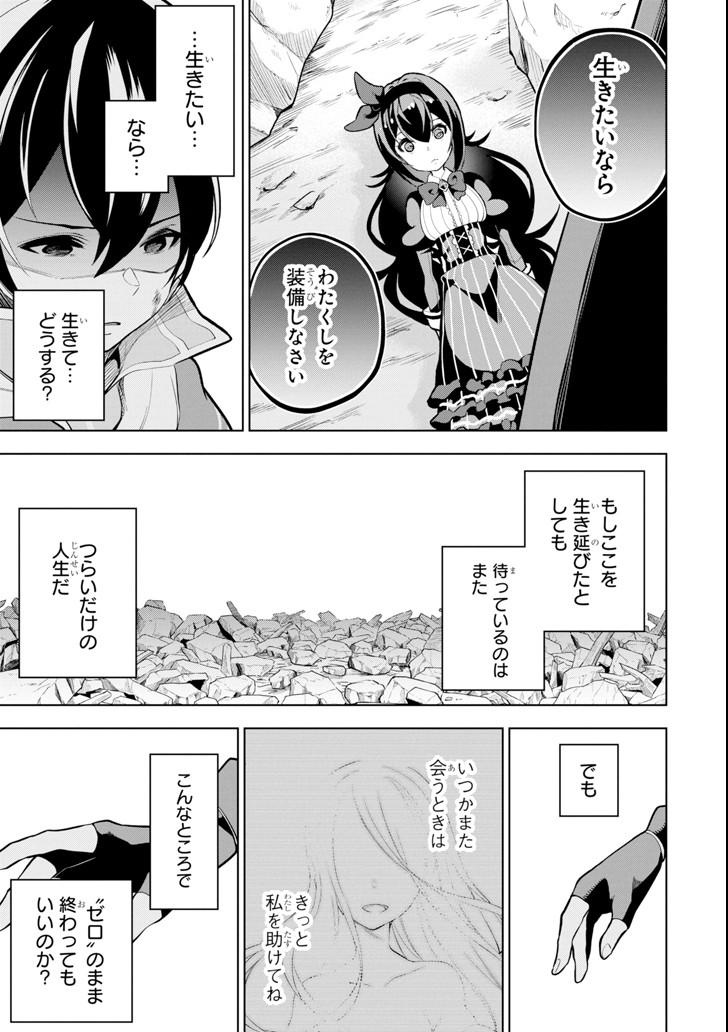 生きたいなら
わたくしを
装備しなさい
…生きたい…
なら…
生きて…
どうする?
もしここを
生き延びたと
しても
待っているのは
また
つらいだけの
人生だ
でも
いつかまた
会うときは
きっと
私を助けてね
こんなところで
〝ゼロ〟のまま
終わっても
いいのか?